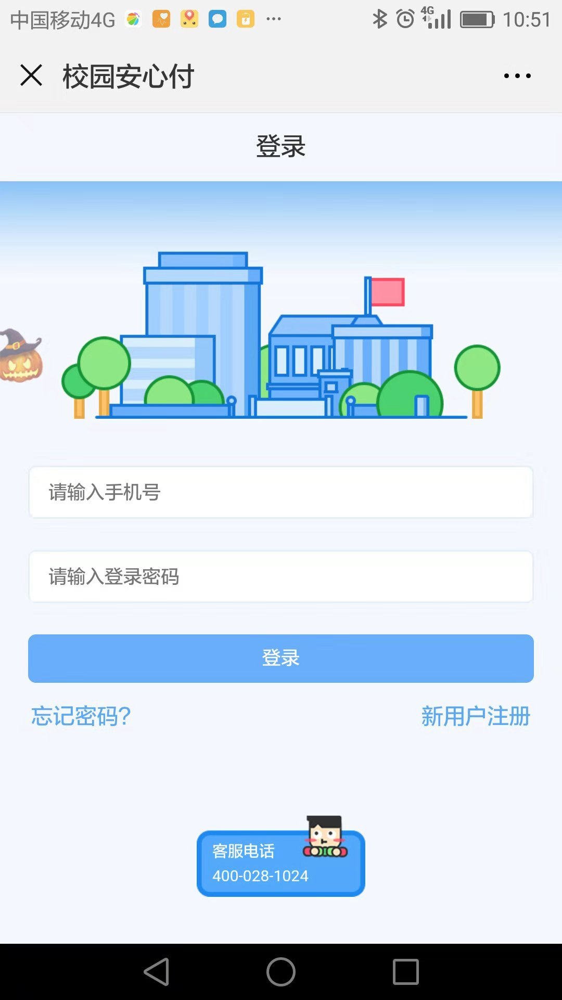 中国移动4G 4G 10:51
校园安心付
登录
请输入手机号
请输入登录密码
登录
忘记密码? 新用户注册
客服电话
400-028-1024